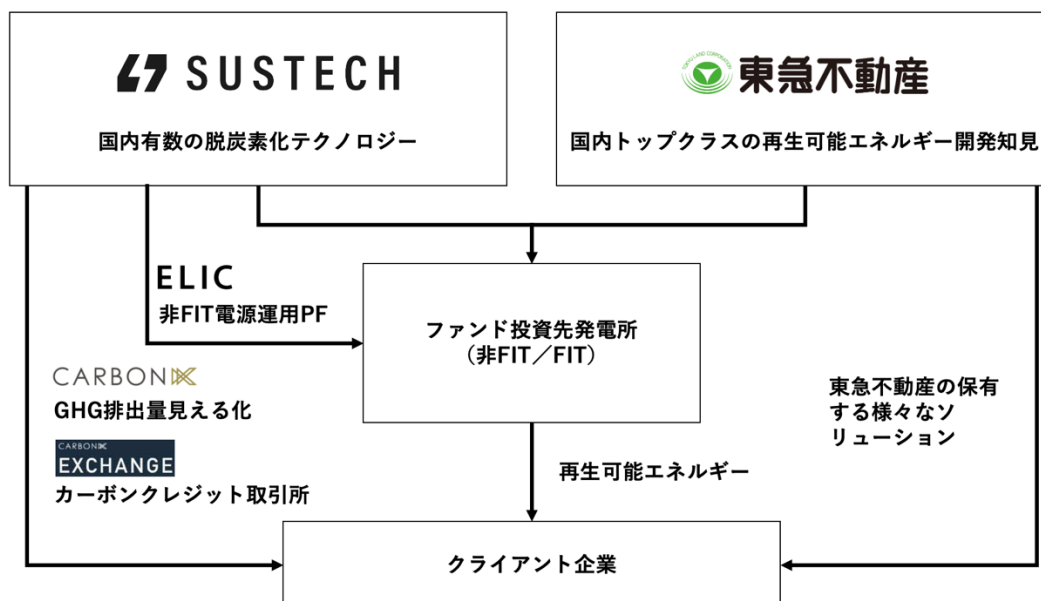 SUSTECH
国内有数の脱炭素化テクノロジー
TOKYU LAND CORPORATION
東急不動産
国内トップクラスの再生可能エネルギー開発知見
ELIC
非FIT電源運用PF
ファンド投資先発電所
（非FIT／FIT）
CARBONIX
GHG排出量見える化
CARBONIX
EXCHANGE
カーボンクレジット取引所
東急不動産の保有
する様々なソ
リューション
再生可能エネルギー
クライアント企業